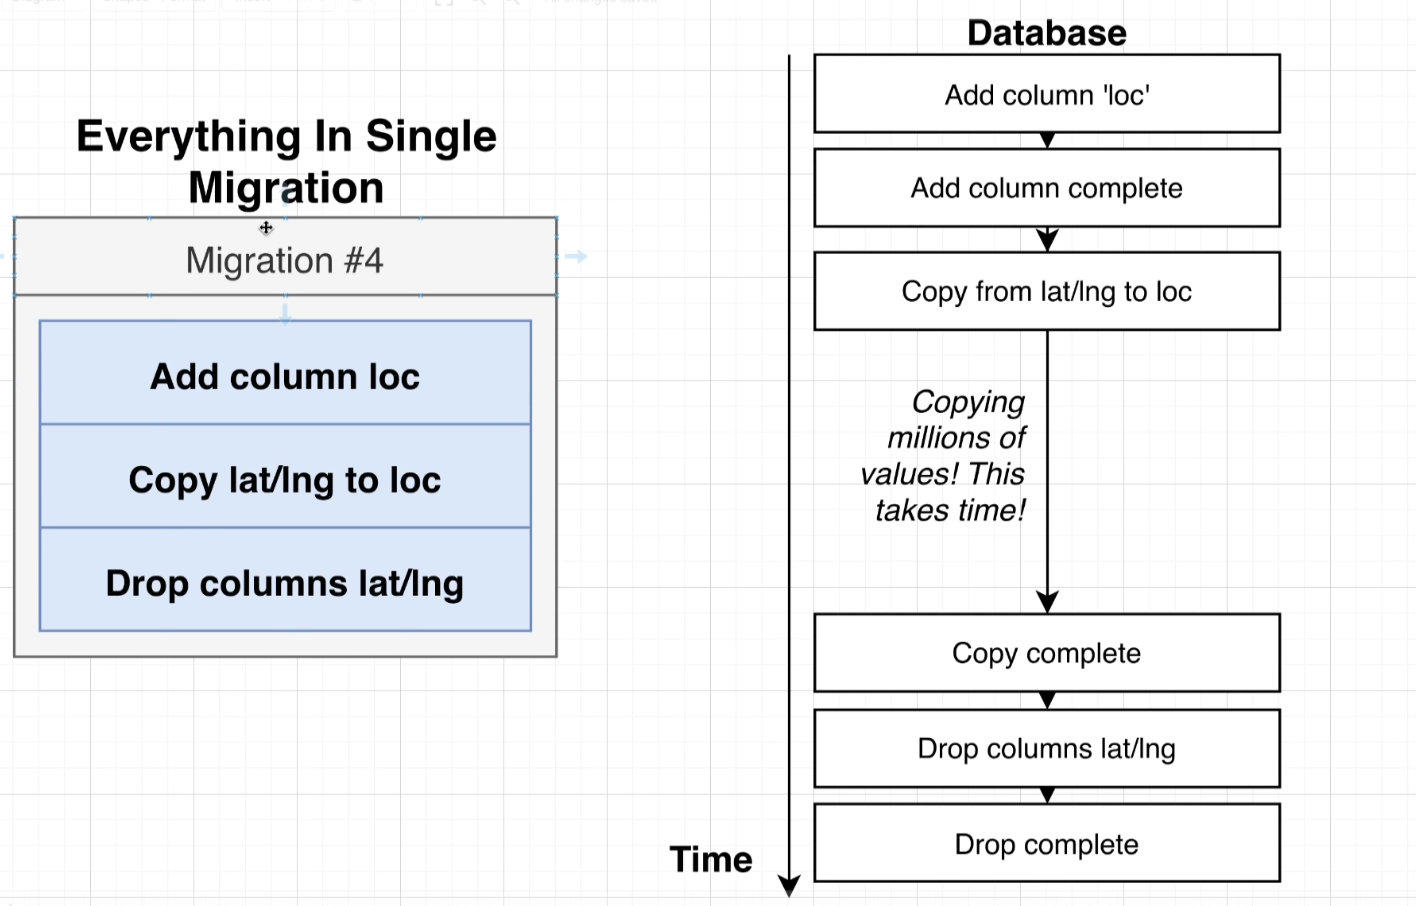 Everything In Single
Migration
Migration #4
Add column loc
Copy lat/lng to loc
Drop columns lat/lng
Database
Add column 'loc'
Add column complete
Copy from lat/lng to loc
Copying
millions of
values! This
takes time!
Copy complete
Drop columns lat/lng
Drop complete
Time